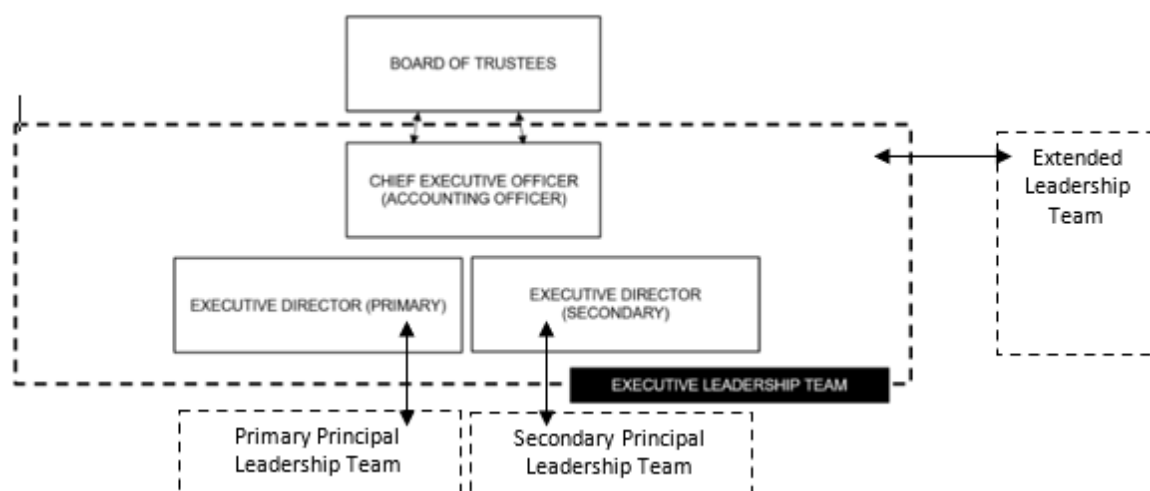 BOARD OF TRUSTEES
CHIEF EXECUTIVE OFFICER
(ACCOUNTING OFFICER)
Extended
Leadership
Team
EXECUTIVE DIRECTOR (PRIMARY)
EXECUTIVE DIRECTOR
(SECONDARY)
EXECUTIVE LEADERSHIP TEAM
Primary Principal
Leadership Team
Secondary Principal
Leadership Team